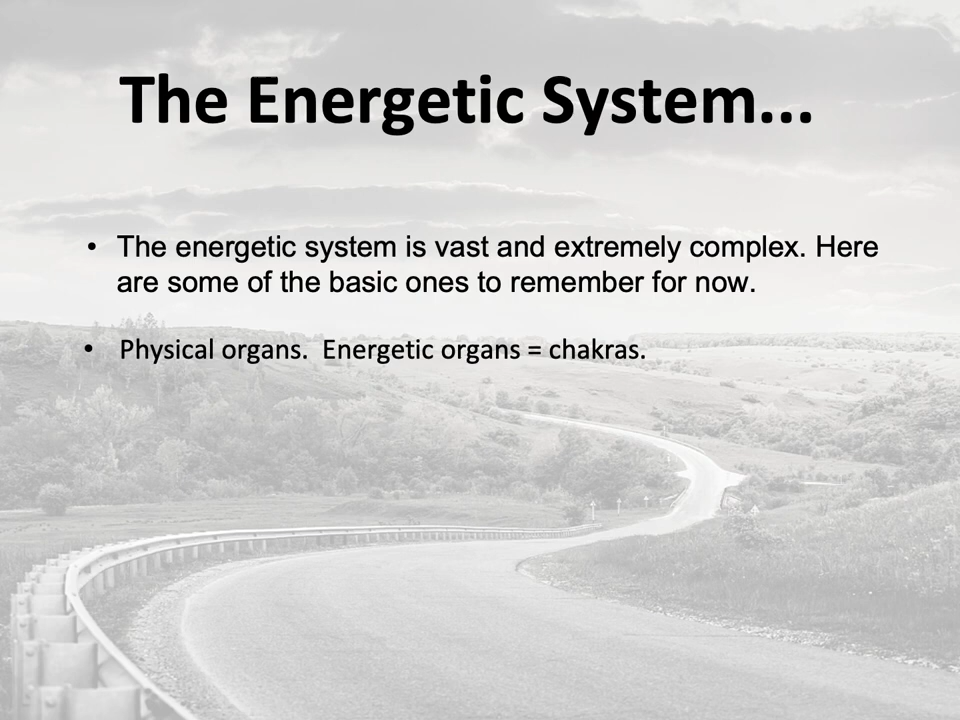 The Energetic System...
• The energetic system is vast and extremely complex. Here
are some of the basic ones to remember for now.
• Physical organs.  Energetic organs = chakras.